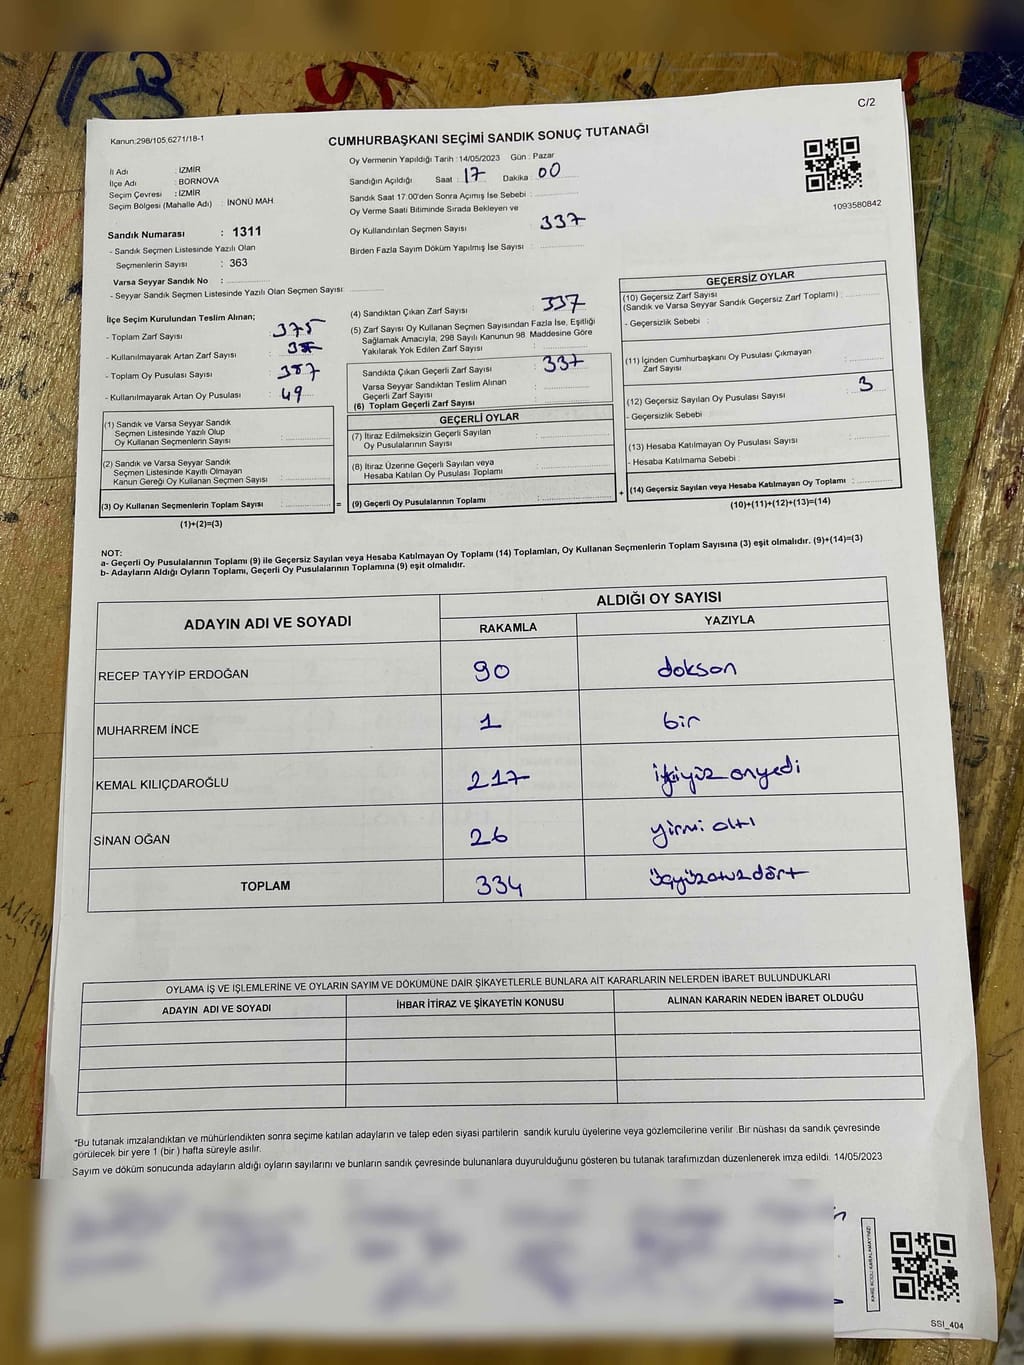 C/2
Kanun:298/105,6271/18-1
CUMHURBAŞKANI SEÇİMİ SANDIK SONUÇ TUTANAĞI
İl Adı : İZMİR
İlçe Adı : BORNOVA
Seçim Çevresi : İZMİR
Seçim Bölgesi (Mahalle Adı) : İNÖNÜ MAH.
Oy Vermenin Yapıldığı Tarih :14/05/2023 Gün : Pazar
Sandığın Açıldığı Saat : 17 Dakika : 00
Sandık Saat 17.00'den Sonra Açımış İse Sebebi :
Oy Verme Saati Bitiminde Sırada Bekleyen ve
Oy Kullandırılan Seçmen Sayısı : 337
Birden Fazla Sayım Döküm Yapılmış İse Sayısı :
1093580842
Sandık Numarası : 1311
- Sandık Seçmen Listesinde Yazılı Olan
Seçmenlerin Sayısı : 363
Varsa Seyyar Sandık No :
- Seyyar Sandık Seçmen Listesinde Yazılı Olan Seçmen Sayısı:
İlçe Seçim Kurulundan Teslim Alınan;
- Toplam Zarf Sayısı : 375
- Kullanılmayarak Artan Zarf Sayısı :
- Toplam Oy Pusulası Sayısı :
- Kullanılmayarak Artan Oy Pusulası : 49
(4) Sandıktan Çıkan Zarf Sayısı : 337
(5) Zarf Sayısı Oy Kullanan Seçmen Sayısından Fazla İse, Eşitliği
Sağlamak Amacıyla, 298 Sayılı Kanunun 98. Maddesine Göre
Yakılarak Yok Edilen Zarf Sayısı :
Sandıkta Çıkan Geçerli Zarf Sayısı : 337
Varsa Seyyar Sandıktan Teslim Alınan
Geçerli Zarf Sayısı :
(6) Toplam Geçerli Zarf Sayısı :
GEÇERSİZ OYLAR
(10) Geçersiz Zarf Sayısı
(Sandık ve Varsa Seyyar Sandık Geçersiz Zarf Toplamı) :
- Geçersizlik Sebebi :
(11) İçinden Cumhurbaşkanı Oy Pusulası Çıkmayan
Zarf Sayısı :
(12) Geçersiz Sayılan Oy Pusulası Sayısı : 3
- Geçersizlik Sebebi :
(13) Hesaba Katılmayan Oy Pusulası Sayısı :
- Hesaba Katılmama Sebebi :
(14) Geçersiz Sayılan veya Hesaba Katılmayan Oy Toplamı :
(10)+(11)+(12)+(13)=(14)
(1) Sandık ve Varsa Seyyar Sandık
Seçmen Listesinde Yazılı Olup
Oy Kullanan Seçmenlerin Sayısı :
(2) Sandık ve Varsa Seyyar Sandık
Seçmen Listesinde Kayıtlı Olmayan
Kanun Gereği Oy Kullanan Seçmen Sayısı :
(3) Oy Kullanan Seçmenlerin Toplam Sayısı : =
(1)+(2)=(3)
GEÇERLİ OYLAR
(7) İtiraz Edilmeksizin Geçerli Sayılan
Oy Pusulalarının Sayısı :
(8) İtiraz Üzerine Geçerli Sayılan veya
Hesaba Katılan Oy Pusulası Toplamı :
(9) Geçerli Oy Pusulalarının Toplamı : +
NOT:
a- Geçerli Oy Pusulalarının Toplamı (9) ile Geçersiz Sayılan veya Hesaba Katılmayan Oy Toplamı (14) Toplamları, Oy Kullanan Seçmenlerin Toplam Sayısına (3) eşit olmalıdır. (9)+(14)=(3)
b- Adayların Aldığı Oyların Toplamı, Geçerli Oy Pusulalarının Toplamına (9) eşit olmalıdır.
ADAYIN ADI VE SOYADI
ALDIĞI OY SAYISI
RAKAMLA YAZIYLA
RECEP TAYYİP ERDOĞAN 90 doksan
MUHARREM İNCE 1 bir
KEMAL KILIÇDAROĞLU 217 ikiyüz onyedi
SİNAN OĞAN 26 yirmi altı
TOPLAM 334 üçyüzotuzdört
OYLAMA İŞ VE İŞLEMLERİNE VE OYLARIN SAYIM VE DÖKÜMÜNE DAİR ŞİKAYETLERLE BUNLARA AİT KARARLARIN NELERDEN İBARET BULUNDUKLARI
ADAYIN ADI VE SOYADI İHBAR İTİRAZ VE ŞİKAYETİN KONUSU ALINAN KARARIN NEDEN İBARET OLDUĞU
*Bu tutanak imzalandıktan ve mühürlendikten sonra seçime katılan adayların ve talep eden siyasi partilerin sandık kurulu üyelerine veya gözlemcilerine verilir .Bir nüshası da sandık çevresinde
görülecek bir yere 1 (bir ) hafta süreyle asılır.
Sayım ve döküm sonucunda adayların aldığı oyların sayılarını ve bunların sandık çevresinde bulunanlara duyurulduğunu gösteren bu tutanak tarafımızdan düzenlenerek imza edildi. 14/05/2023
SSI_404